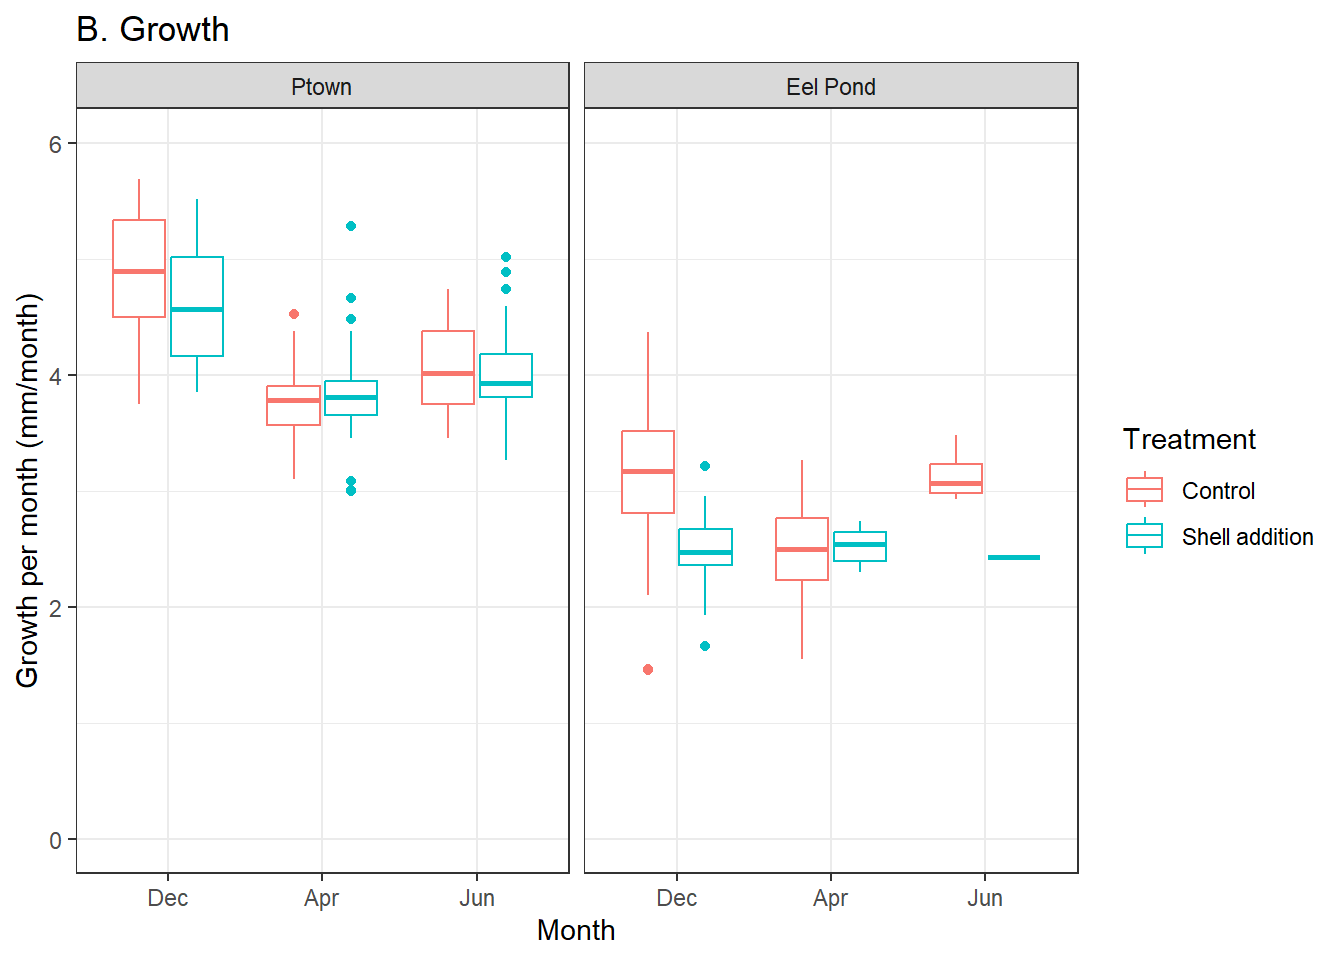 B. Growth
Ptown
Eel Pond
Growth per month (mm/month)
6
4
2
0
Dec
Apr
Jun
Dec
Apr
Jun
Month
Treatment
Control
Shell addition